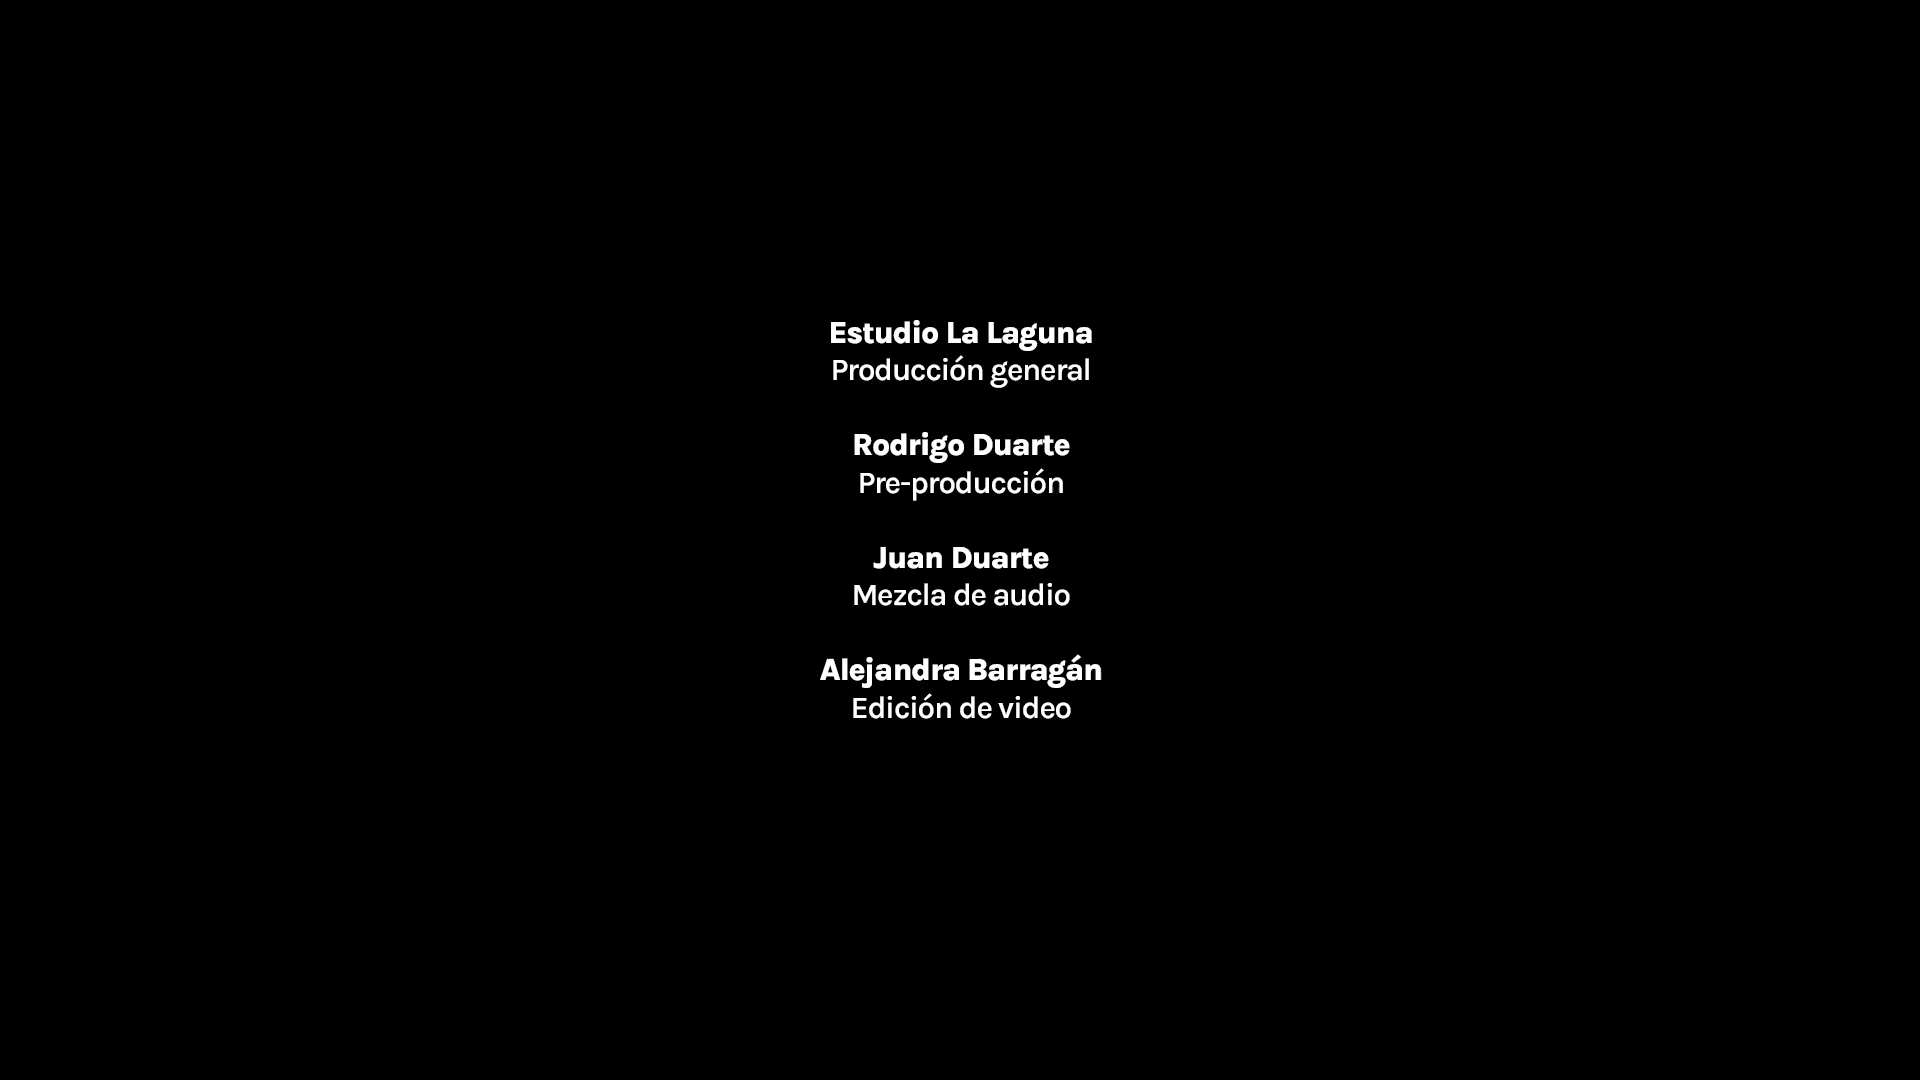 Estudio La Laguna
Producción general
Rodrigo Duarte
Pre-producción
Juan Duarte
Mezcla de audio
Alejandra Barragán
Edición de video